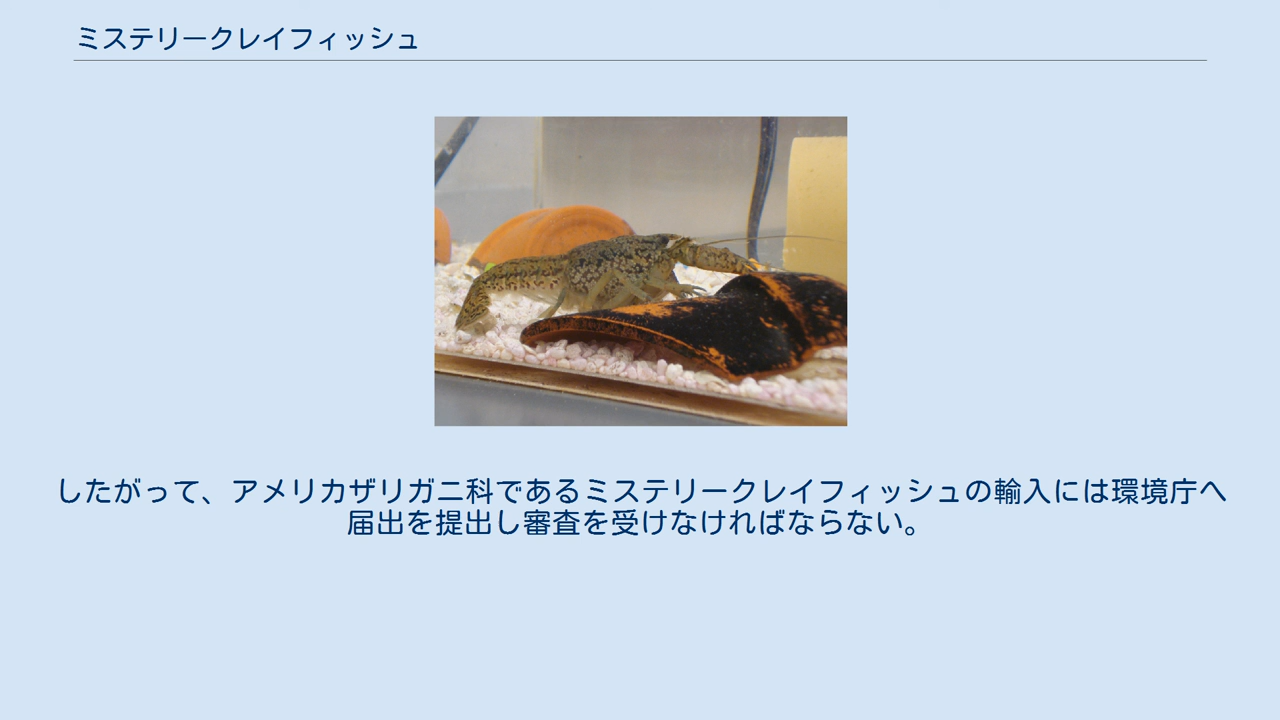 ミステリークレイフィッシュ
したがって、アメリカザリガニ科であるミステリークレイフィッシュの輸入には環境庁へ
届出を提出し審査を受けなければならない。